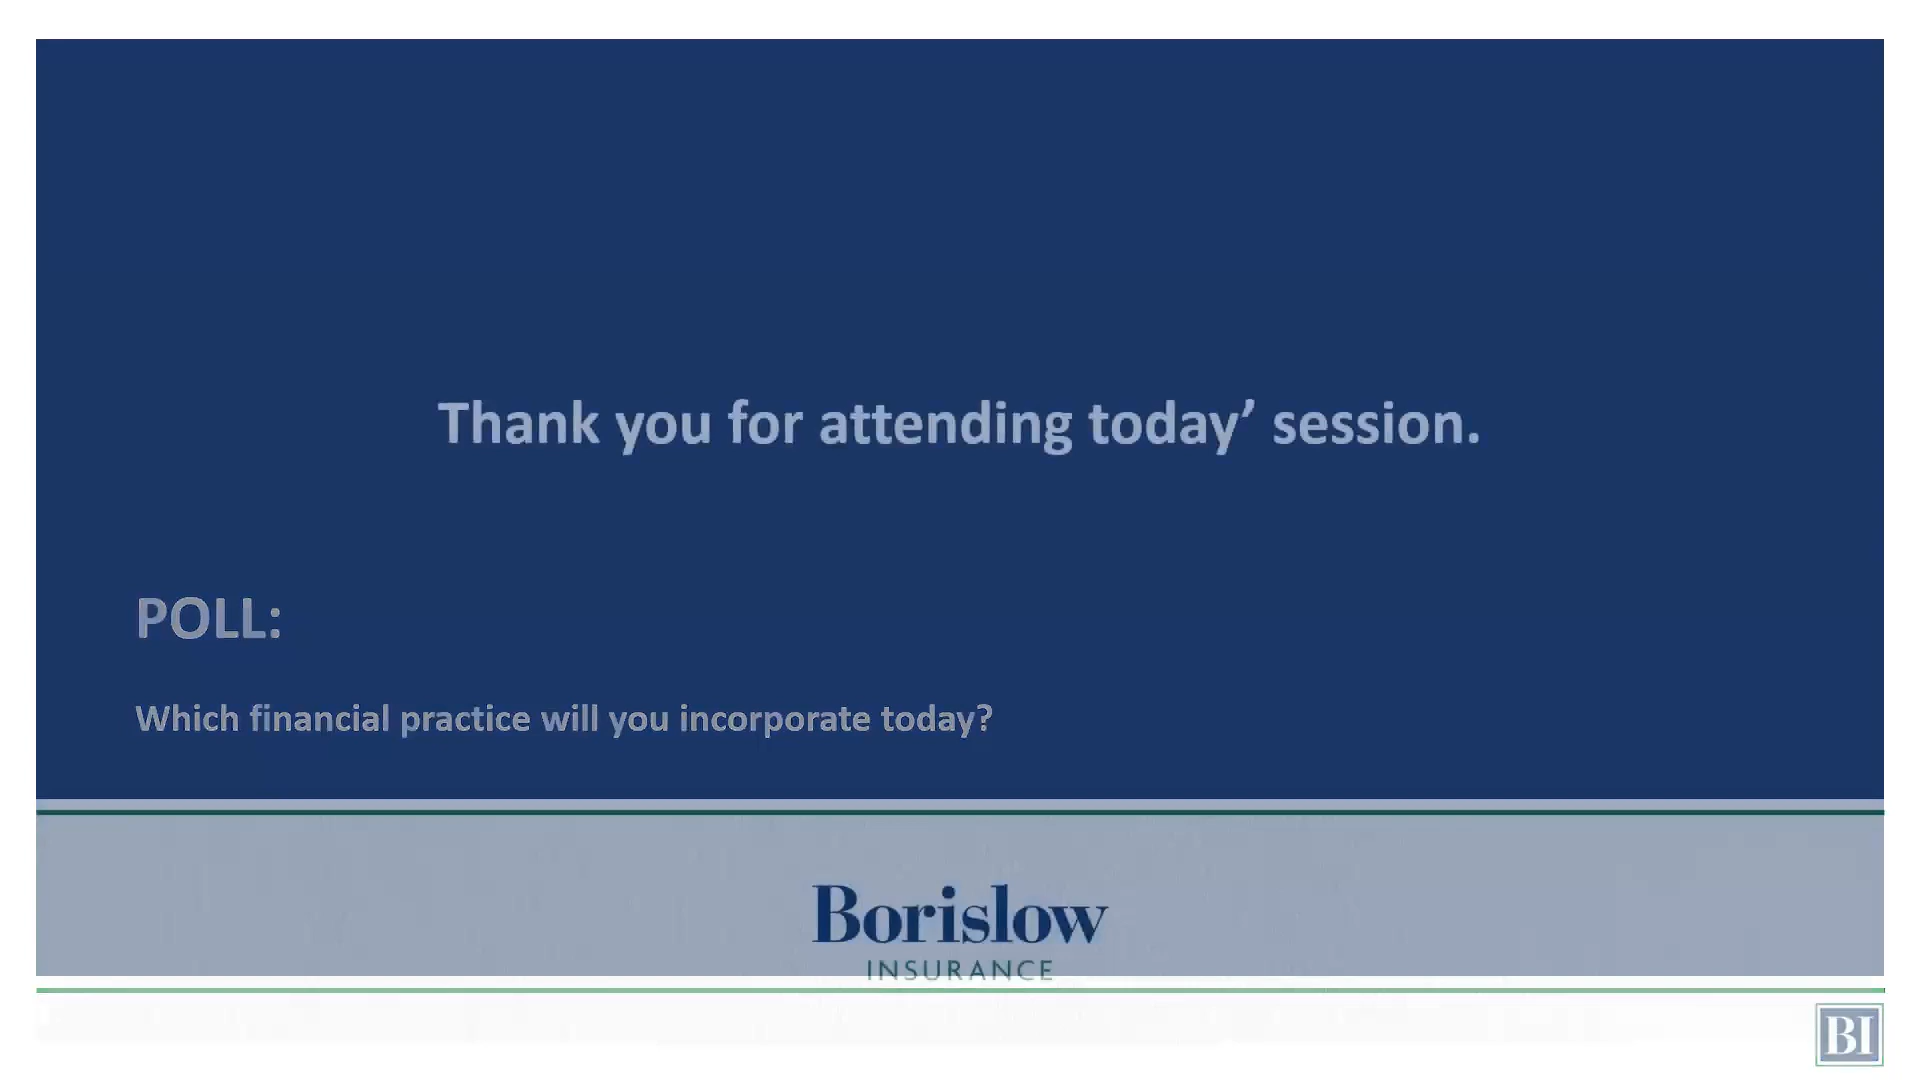 Thank you for attending today’ session.
POLL:
Which financial practice will you incorporate today?
Borislow
INSURANCE
BI